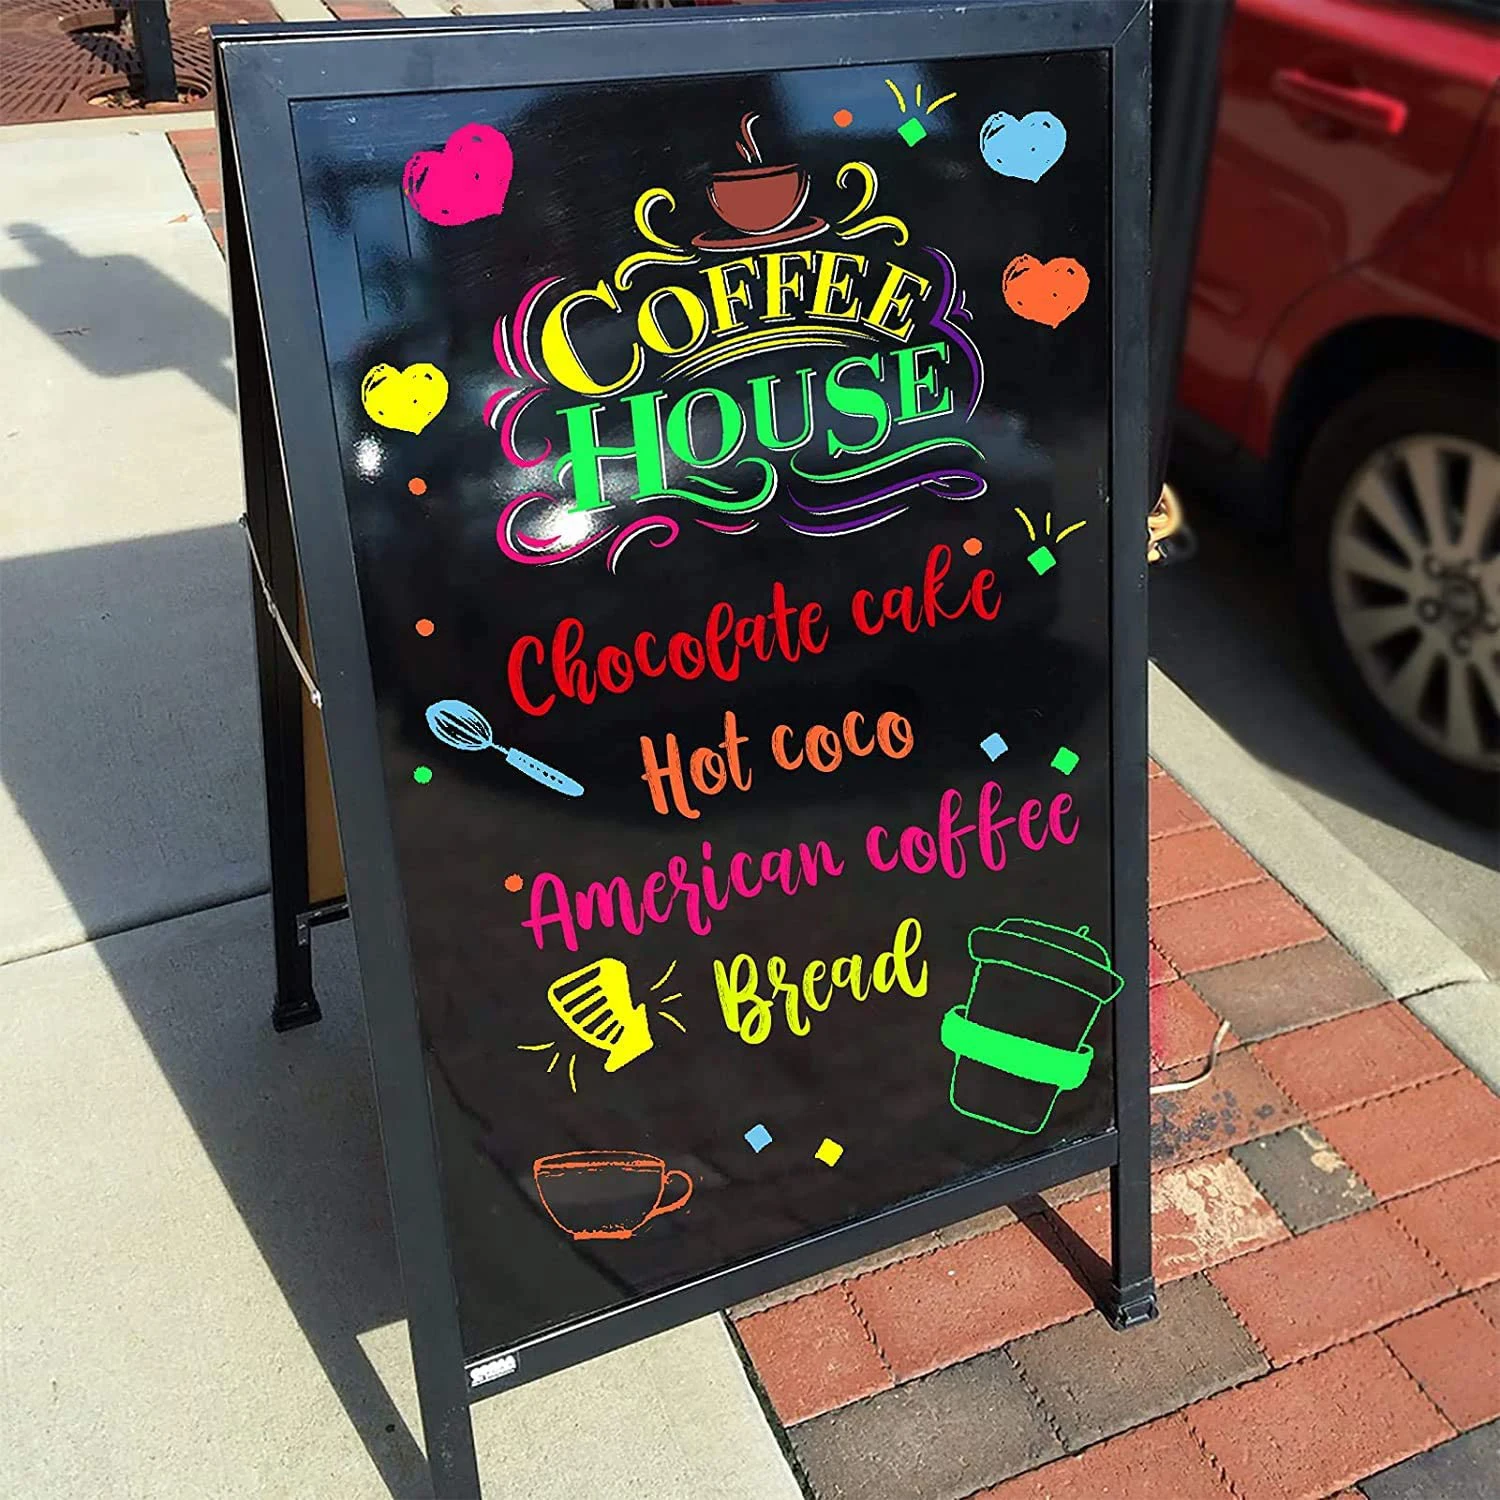 COFFEE
HOUSE
Chocolate cake
Hot coco
American coffee
Bread